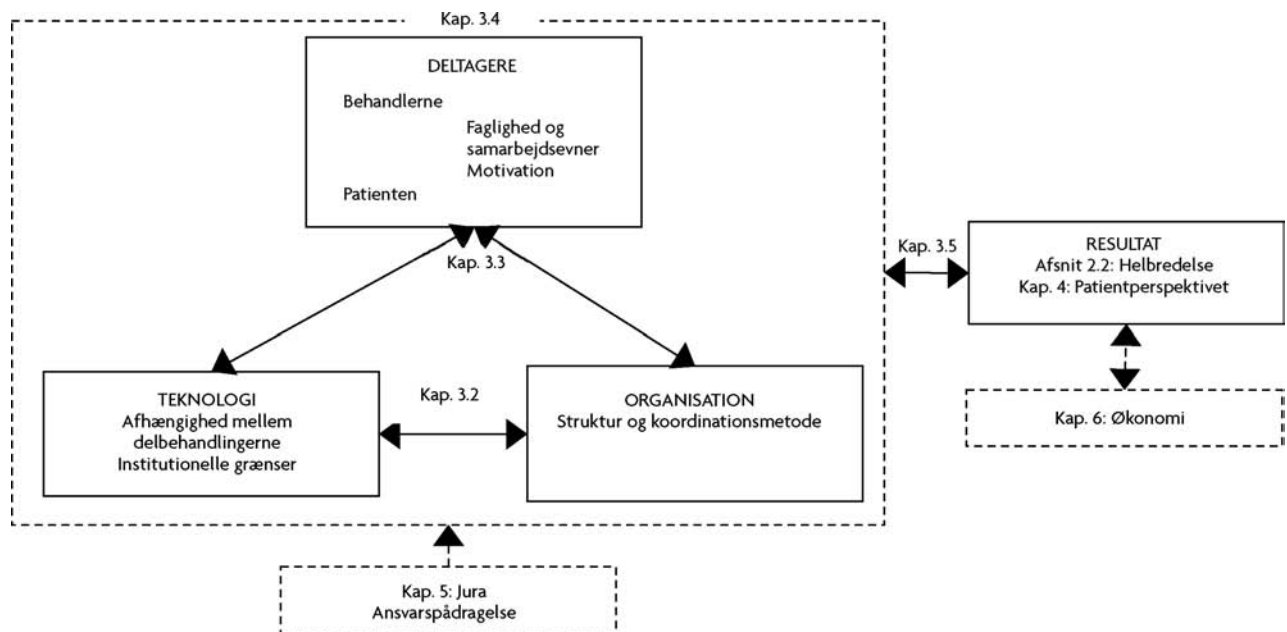 Kap. 3.4
DELTAGERE
Behandlerne
Faglighed og
samarbejdsevner
Motivation
Patienten
Kap. 3.3
Kap. 3.5
RESULTAT
Afsnit 2.2: Helbredelse
Kap. 4: Patientperspektivet
TEKNOLOGI
Afhængighed mellem
delbehandlingerne
Institutionelle grænser
Kap. 3.2
ORGANISATION
Struktur og koordinationsmetode
Kap. 6: Økonomi
Kap. 5: Jura
Ansvarspådragelse